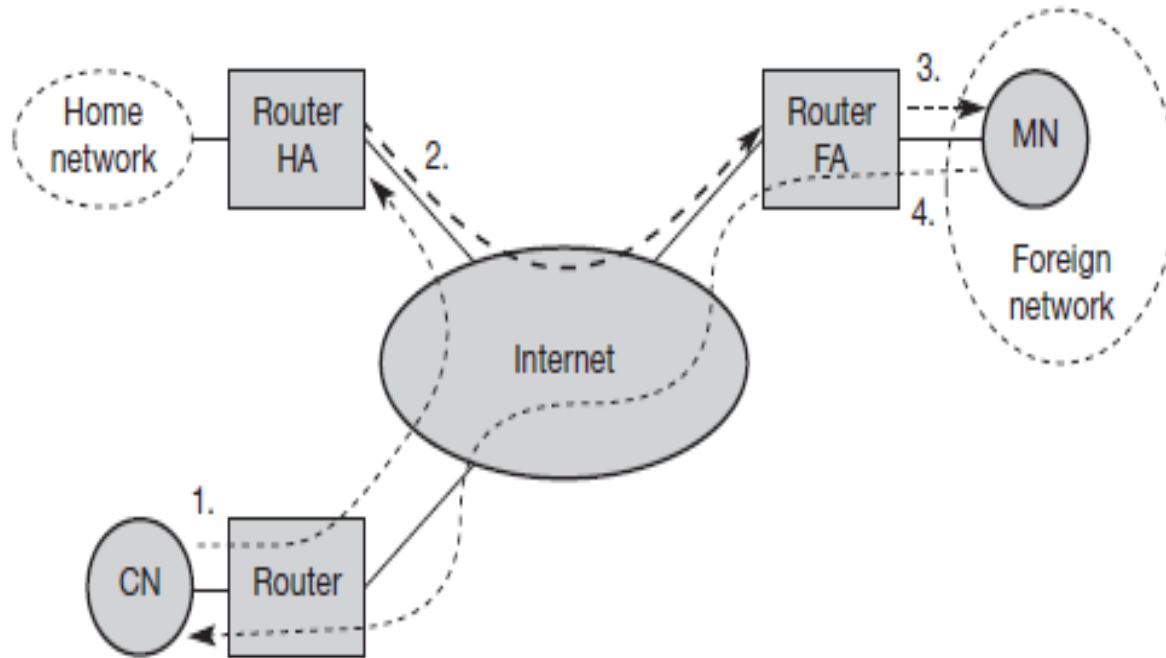 Home
network
Router
HA
2.
Router
FA
3.
MN
4.
Foreign
network
Internet
1.
CN
Router